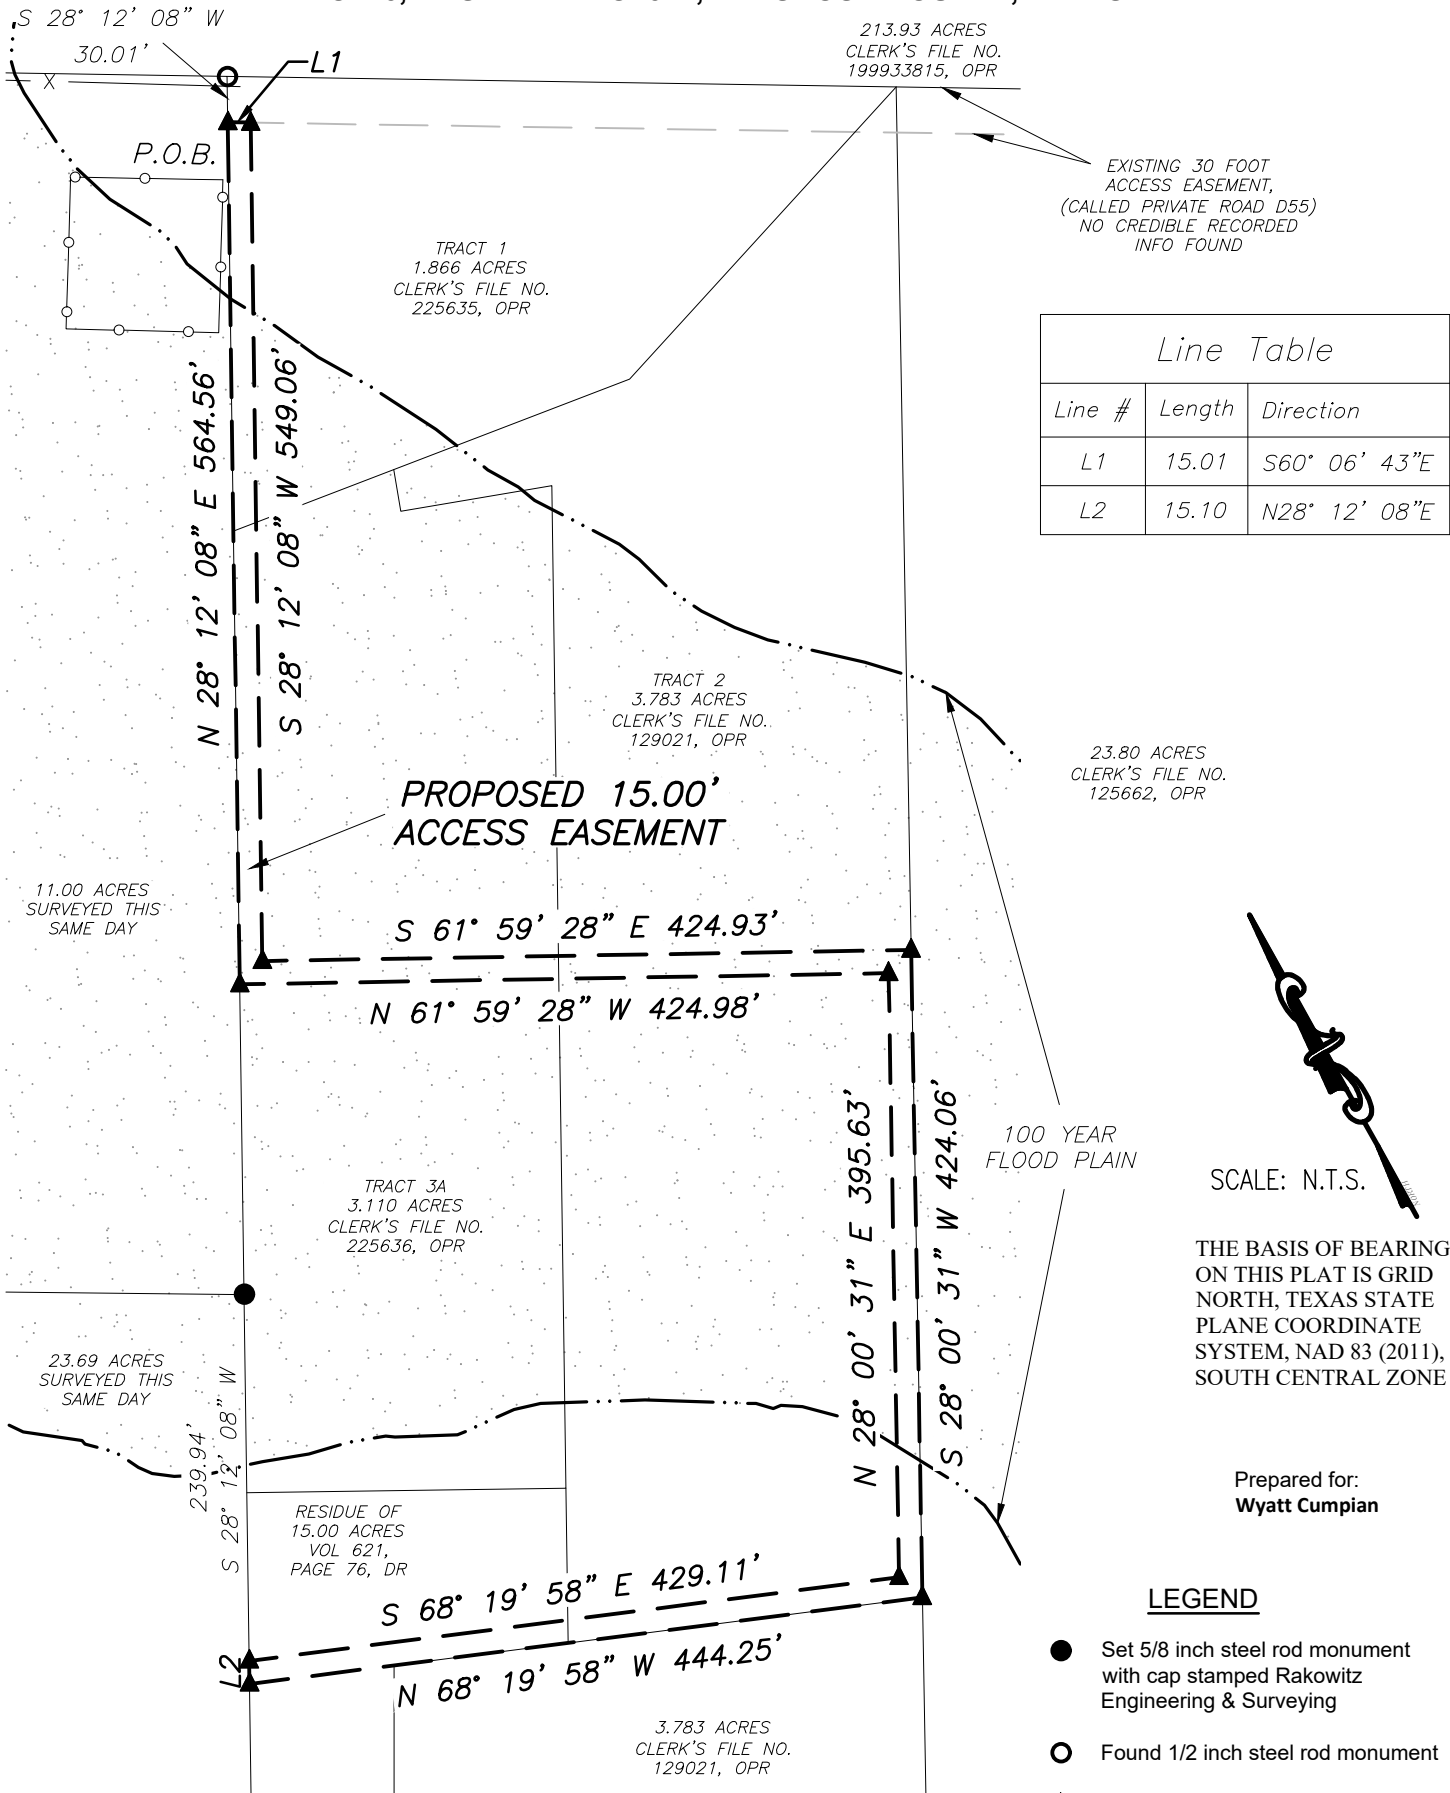 S 28° 12' 08" W
30.01'
L1
X
213.93 ACRES
CLERK'S FILE NO.
199933815, OPR
P.O.B.
EXISTING 30 FOOT
ACCESS EASEMENT,
(CALLED PRIVATE ROAD D55)
NO CREDIBLE RECORDED
INFO FOUND
TRACT 1
1.866 ACRES
CLERK'S FILE NO.
225635, OPR
Line Table
Line # Length Direction
L1 15.01 S60° 06' 43"E
L2 15.10 N28° 12' 08"E
N 28° 12' 08" E 564.56'
S 28° 12' 08" W 549.06'
TRACT 2
3.783 ACRES
CLERK'S FILE NO.
129021, OPR
23.80 ACRES
CLERK'S FILE NO.
125662, OPR
PROPOSED 15.00'
ACCESS EASEMENT
11.00 ACRES
SURVEYED THIS
SAME DAY
S 61° 59' 28" E 424.93'
N 61° 59' 28" W 424.98'
N 28° 00' 31" E 395.63'
S 28° 00' 31" W 424.06'
100 YEAR
FLOOD PLAIN
SCALE: N.T.S.
TRACT 3A
3.110 ACRES
CLERK'S FILE NO.
225636, OPR
THE BASIS OF BEARING
ON THIS PLAT IS GRID
NORTH, TEXAS STATE
PLANE COORDINATE
SYSTEM, NAD 83 (2011),
SOUTH CENTRAL ZONE
23.69 ACRES
SURVEYED THIS
SAME DAY
239.94'
S 28° 12' 08" W
Prepared for:
Wyatt Cumpian
RESIDUE OF
15.00 ACRES
VOL 621,
PAGE 76, DR
S 68° 19' 58" E 429.11'
N 68° 19' 58" W 444.25'
L2
LEGEND
Set 5/8 inch steel rod monument
with cap stamped Rakowitz
Engineering & Surveying
Found 1/2 inch steel rod monument
3.783 ACRES
CLERK'S FILE NO.
129021, OPR